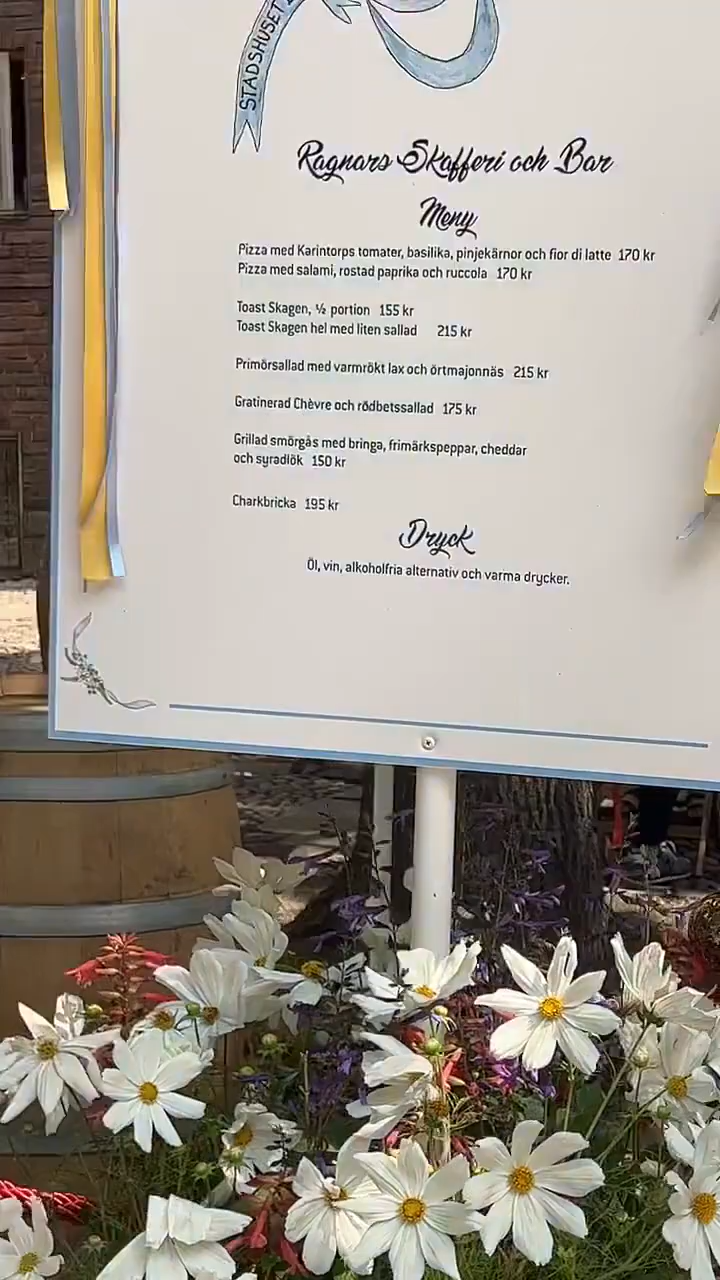 STADSHUSET
Ragnars Skafferi och Bar
Meny
Pizza med Karintorps tomater, basilika, pinjekärnor och fior di latte 170 kr
Pizza med salami, rostad paprika och ruccola 170 kr
Toast Skagen, ½ portion 155 kr
Toast Skagen hel med liten sallad 215 kr
Primörsallad med varmrökt lax och örtmajonnäs 215 kr
Gratinerad Chèvre och rödbetssallad 175 kr
Grillad smörgås med bringa, frimärkspeppar, cheddar
och syradlök 150 kr
Charkbricka 195 kr
Dryck
Öl, vin, alkoholfria alternativ och varma drycker.